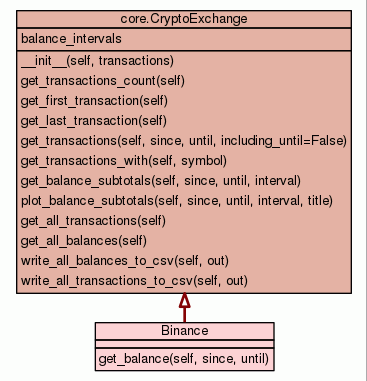 core.CryptoExchange
balance_intervals
__init__(self, transactions)
get_transactions_count(self)
get_first_transaction(self)
get_last_transaction(self)
get_transactions(self, since, until, including_until=False)
get_transactions_with(self, symbol)
get_balance_subtotals(self, since, until, interval)
plot_balance_subtotals(self, since, until, interval, title)
get_all_transactions(self)
get_all_balances(self)
write_all_balances_to_csv(self, out)
write_all_transactions_to_csv(self, out)
Binance
get_balance(self, since, until)